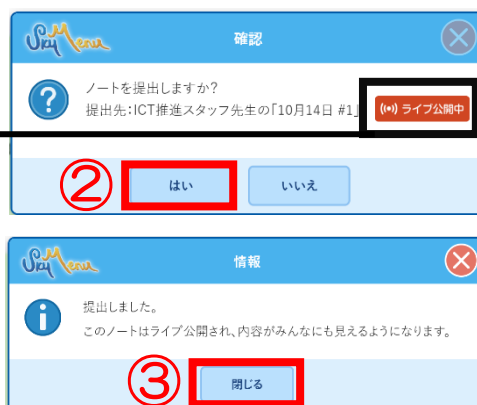 Sky Menu
確認
ノートを提出しますか?
提出先:ICT推進スタッフ先生の「10月14日 #1」
ライブ公開中
②
はい
いいえ
Sky Menu
情報
提出しました。
このノートはライブ公開され、内容がみんなにも見えるようになります。
③
閉じる